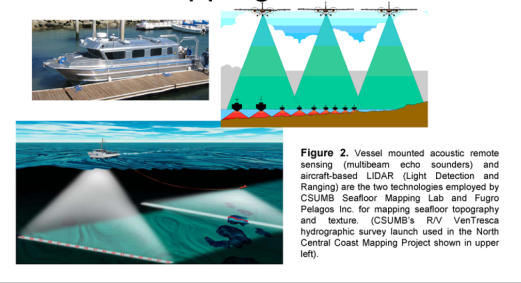 Figure 2. Vessel mounted acoustic remote
sensing (multibeam echo sounders) and
aircraft-based LIDAR (Light Detection and
Ranging) are the two technologies employed by
CSUMB Seafloor Mapping Lab and Fugro
Pelagos Inc. for mapping seafloor topography
and texture. (CSUMB's R/V VenTresca
hydrographic survey launch used in the North
Central Coast Mapping Project shown in upper
left).